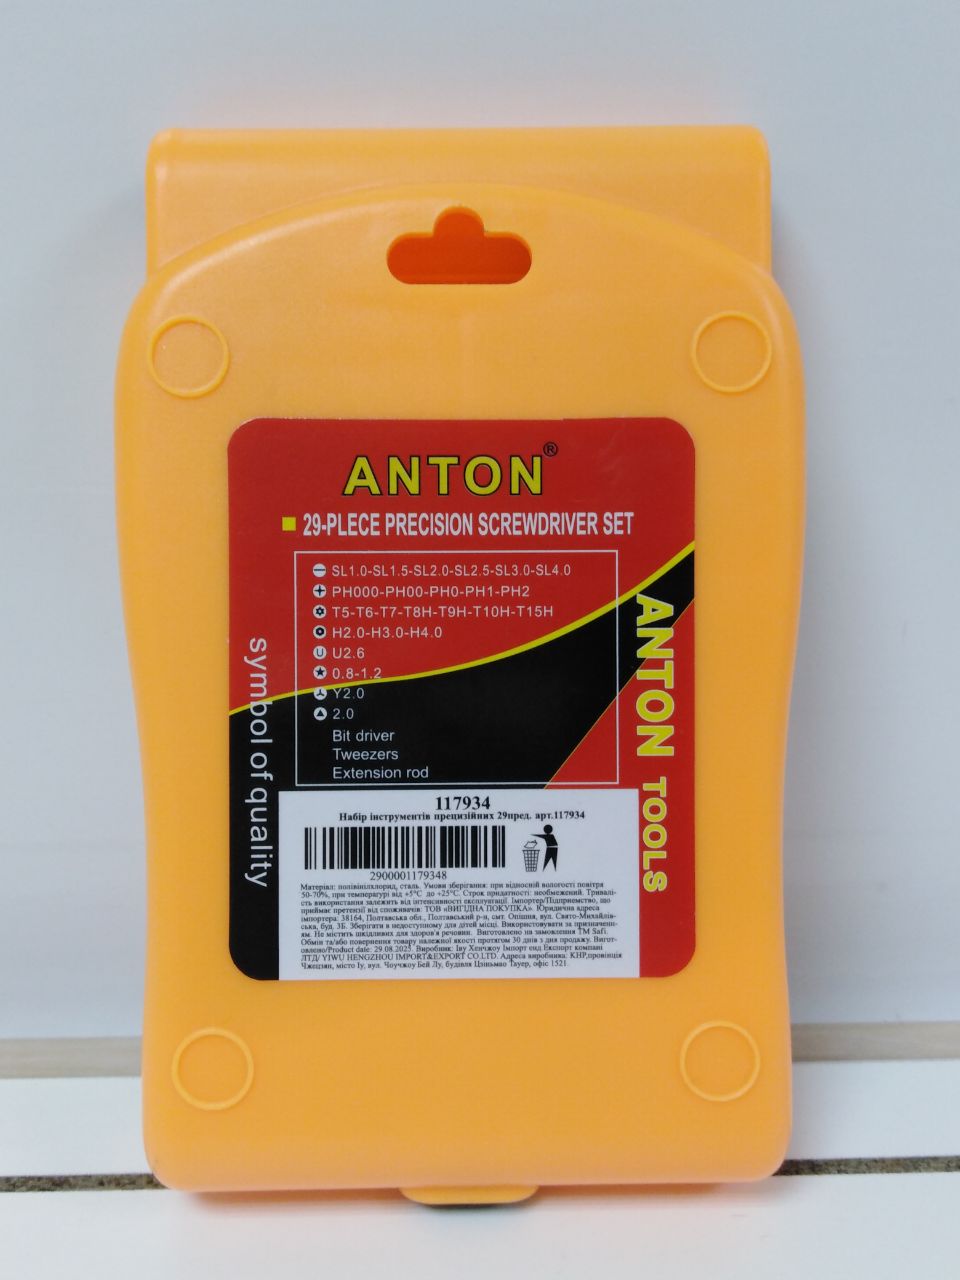 ANTON®
29-PLECE PRECISION SCREWDRIVER SET
SL1.0-SL1.5-SL2.0-SL2.5-SL3.0-SL4.0
PH000-PH00-PH0-PH1-PH2
T5-T6-T7-T8H-T9H-T10H-T15H
H2.0-H3.0-H4.0
U U2.6
0.8-1.2
Y2.0
2.0
Bit driver
Tweezers
Extension rod
symbol of quality
ANTON TOOLS
117934
Набір інструментів прецизійних 29пред. арт.117934
2900001179348
Матеріал: полівінілхлорид, сталь. Умови зберігання: при відносній вологості повітря
50-70%, при температурі від +5°C до +25°C. Строк придатності: необмежений. Триваліс-
ть використання залежить від інтенсивності експлуатації. Імпортер/Підприємство, що
приймає претензії від споживачів: ТОВ «ВИГІДНА ПОКУПКА». Юридична адреса
імпортера: 38164, Полтавська обл., Полтавський р-н, смт. Опішня, вул. Свято-Михайлів-
ська, буд. 3Б. Зберігати в недоступному для дітей місці. Використовувати за призначенн-
ям. Не містить шкідливих для здоров'я речовин. Виготовлено на замовлення ТМ Safi.
Обмін та/або повернення товару належної якості протягом 30 днів з дня продажу. Вигот-
овлено/Product date: 29.08.2025. Виробник: Іву Хенчжоу Імпорт енд Експорт компані
ЛТД/ YIWU HENGZHOU IMPORT&EXPORT CO.,LTD. Адреса виробника: КНР,провінція
Чжецзян, місто Іу, вул. Чоучжоу Бей Лу, будівля Цзіньмао Тауер, офіс 1521.